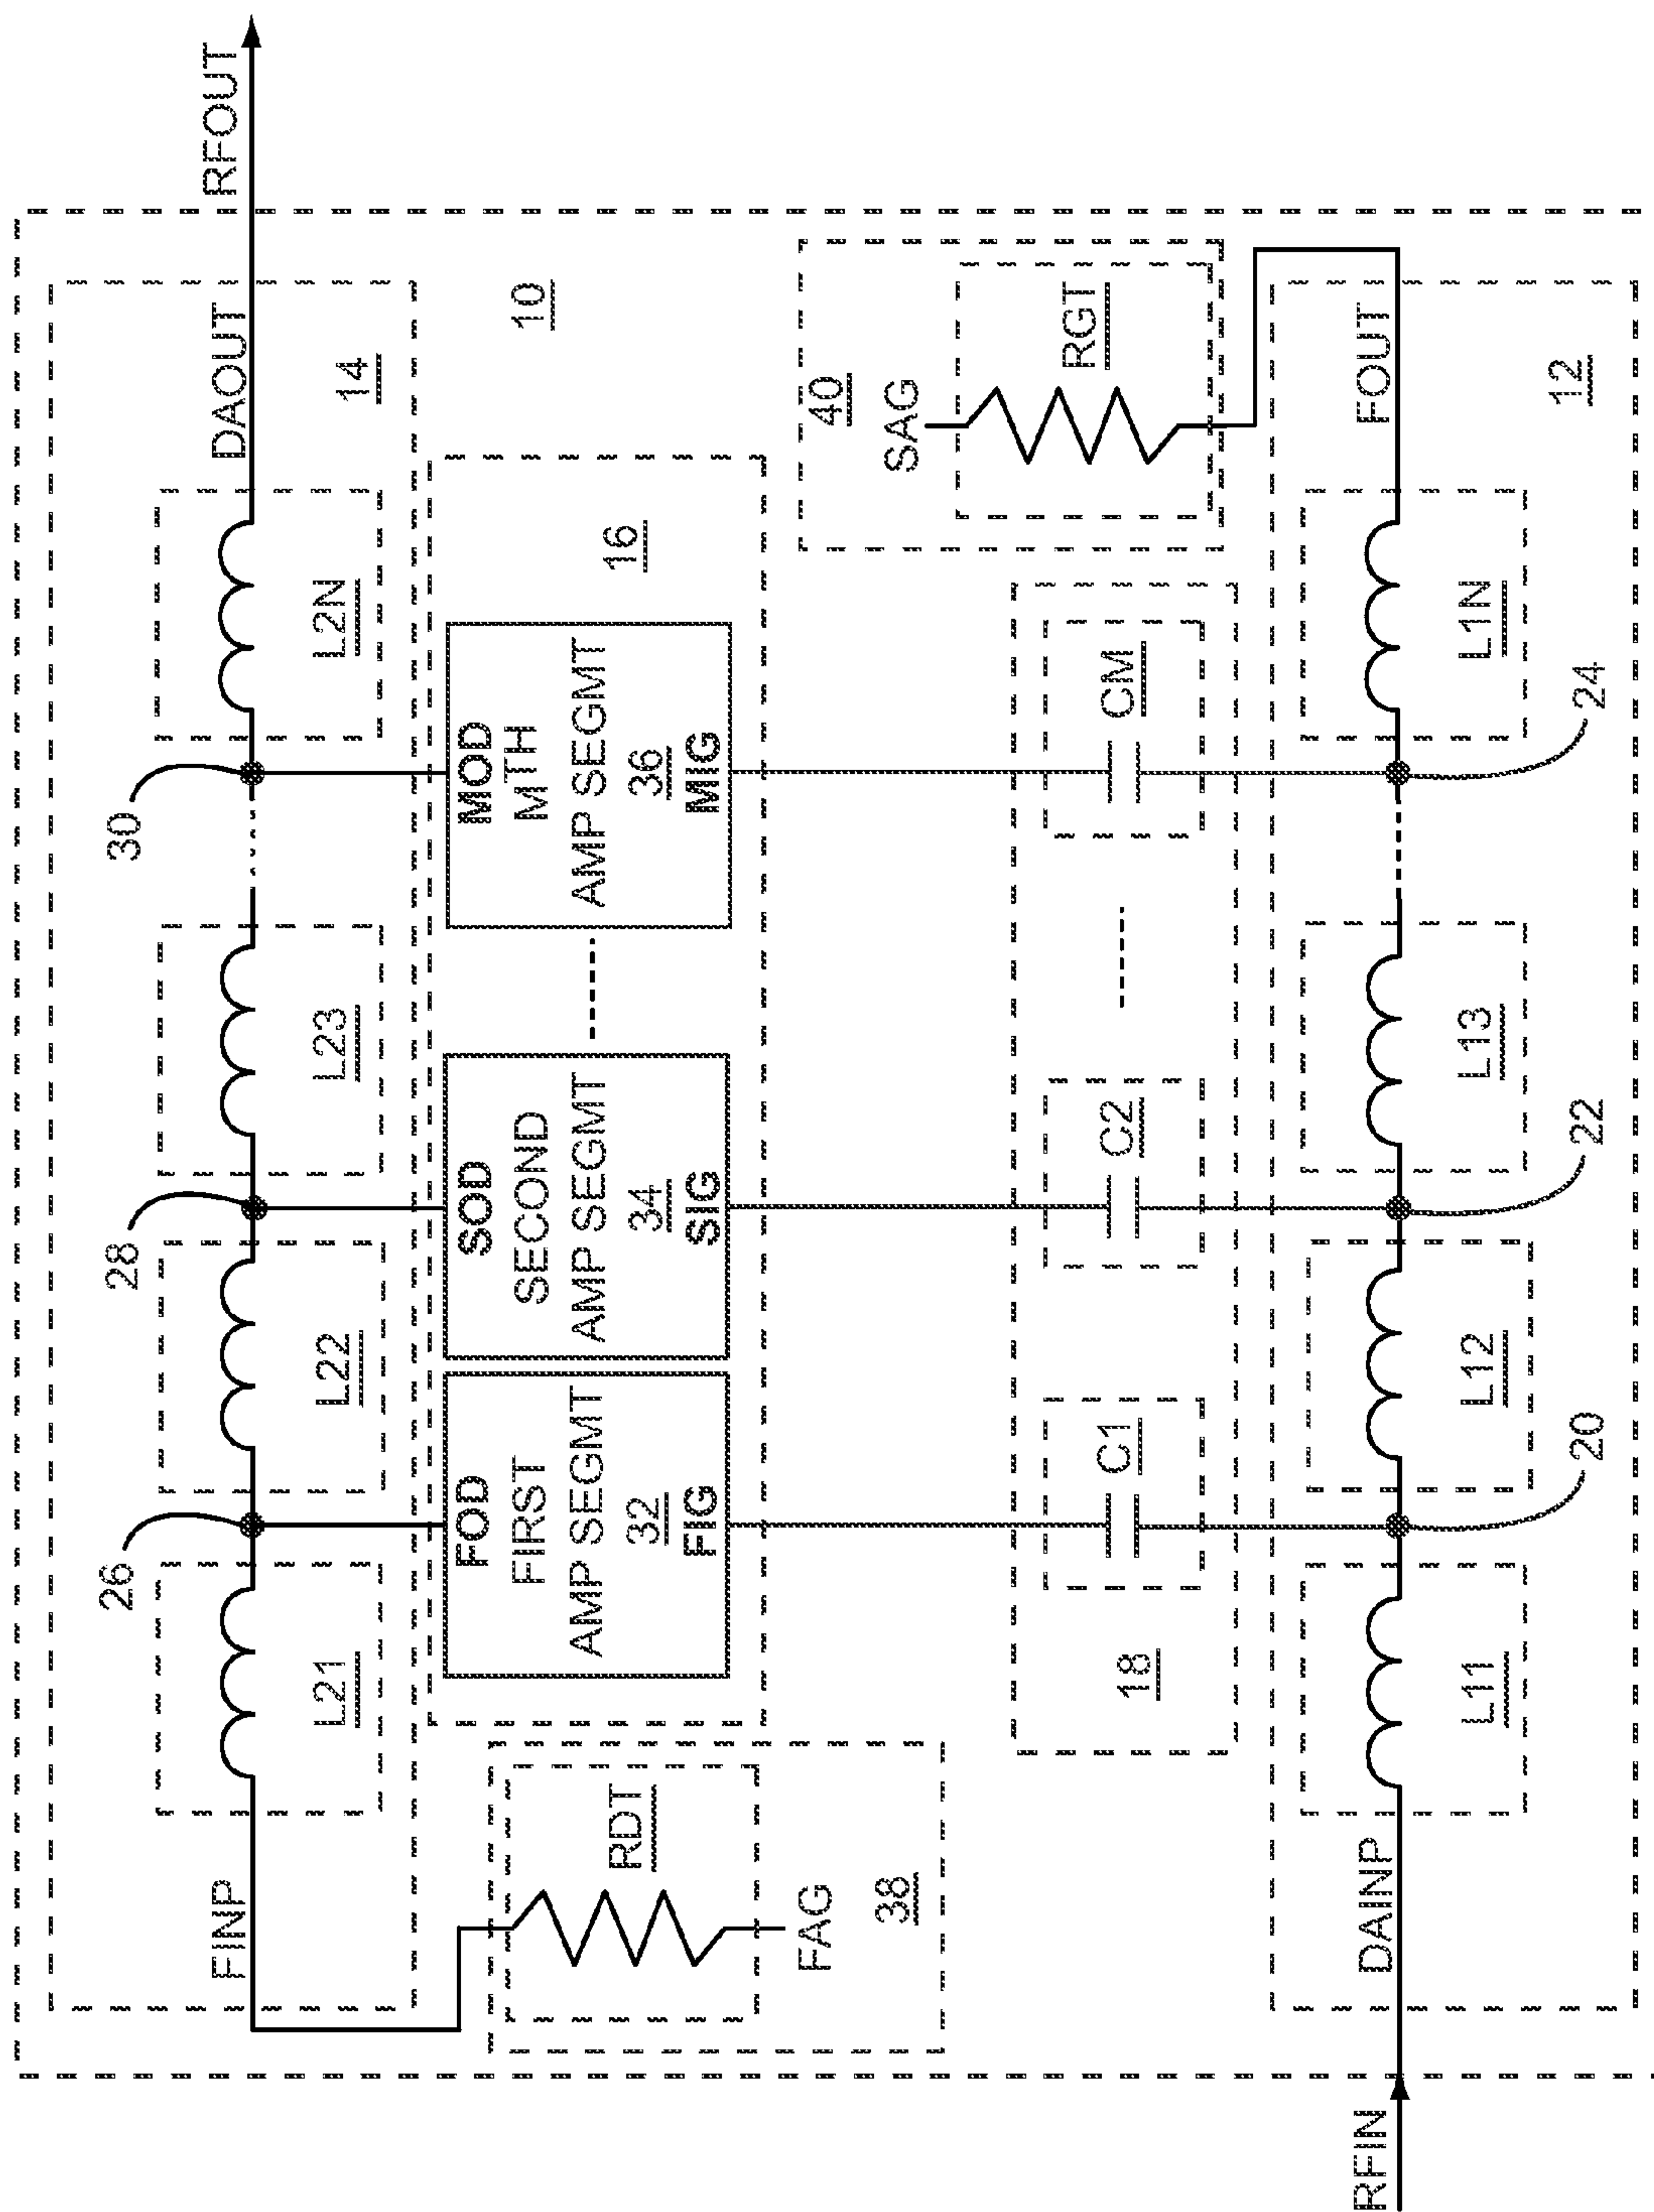 RFOUT
DAOUT
FINP
14
10
30
28
26
L21
L22
L23
L2N
FOD
FIRST
AMP SEGMT
32
FIG
SOD
SECOND
AMP SEGMT
34
SIG
MOD
MTH
AMP SEGMT
36
MIG
16
RDT
FAG
38
40
SAG
RGT
18
C1
C2
CM
RFIN
DAINP
FOUT
L11
L12
L13
L1N
12
20
22
24